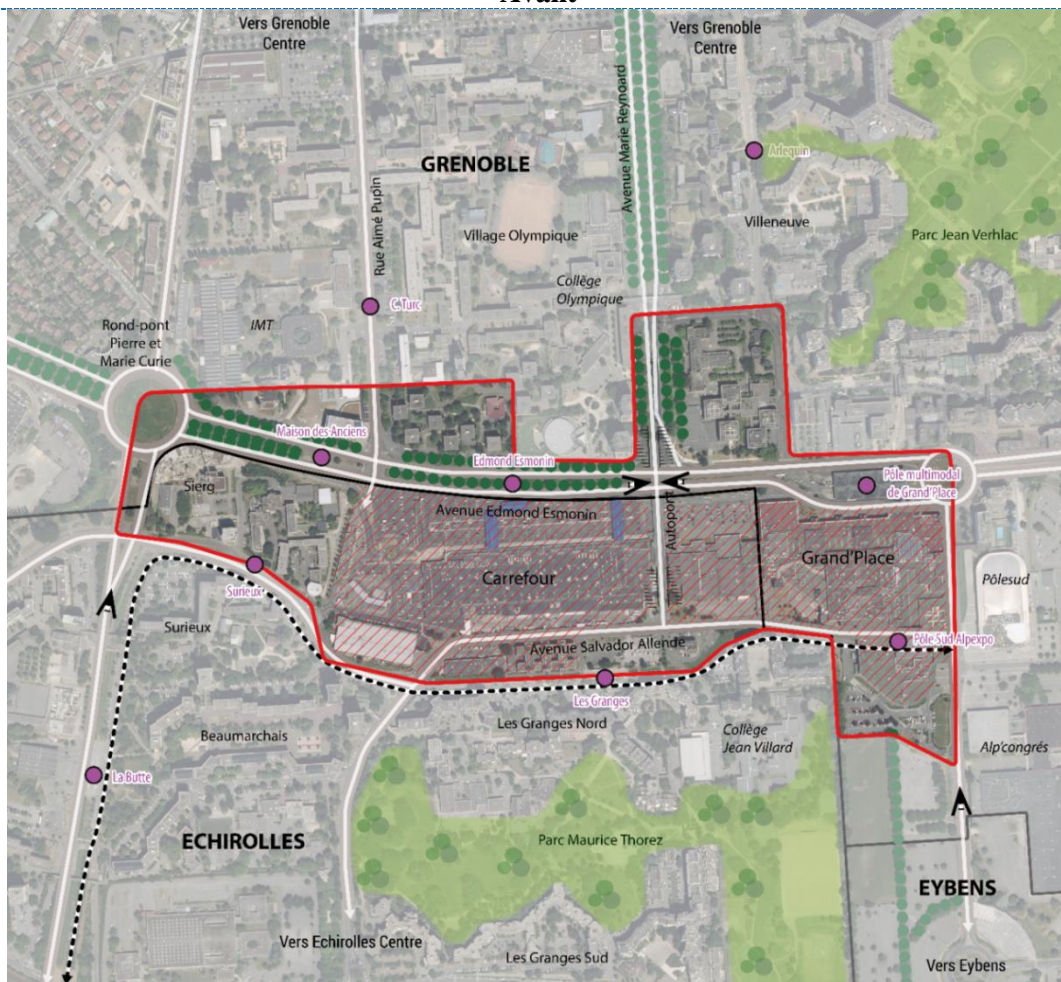 Avant
Vers Grenoble
Centre
Vers Grenoble
Centre
Avenue Marie Reynoard
Arlequin
GRENOBLE
Rue Aimé Pupin
Village Olympique
Villeneuve
Parc Jean Verhlac
Collège
Olympique
C. Turc
IMT
Rond-pont
Pierre et
Marie Curie
Maison des Anciens
Edmond Esmonin
Pôle multimodal
de Grand'Place
Sierg
Avenue Edmond Esmonin
Autopont
Grand'Place
Carrefour
Surieux
Pôlesud
Surieux
Avenue Salvador Allende
Pôle Sud Alpexpo
Les Granges
Les Granges Nord
Collège
Jean Villard
Beaumarchais
Alp'congrés
La Butte
ECHIROLLES
Parc Maurice Thorez
EYBENS
Vers Echirolles Centre
Les Granges Sud
Vers Eybens